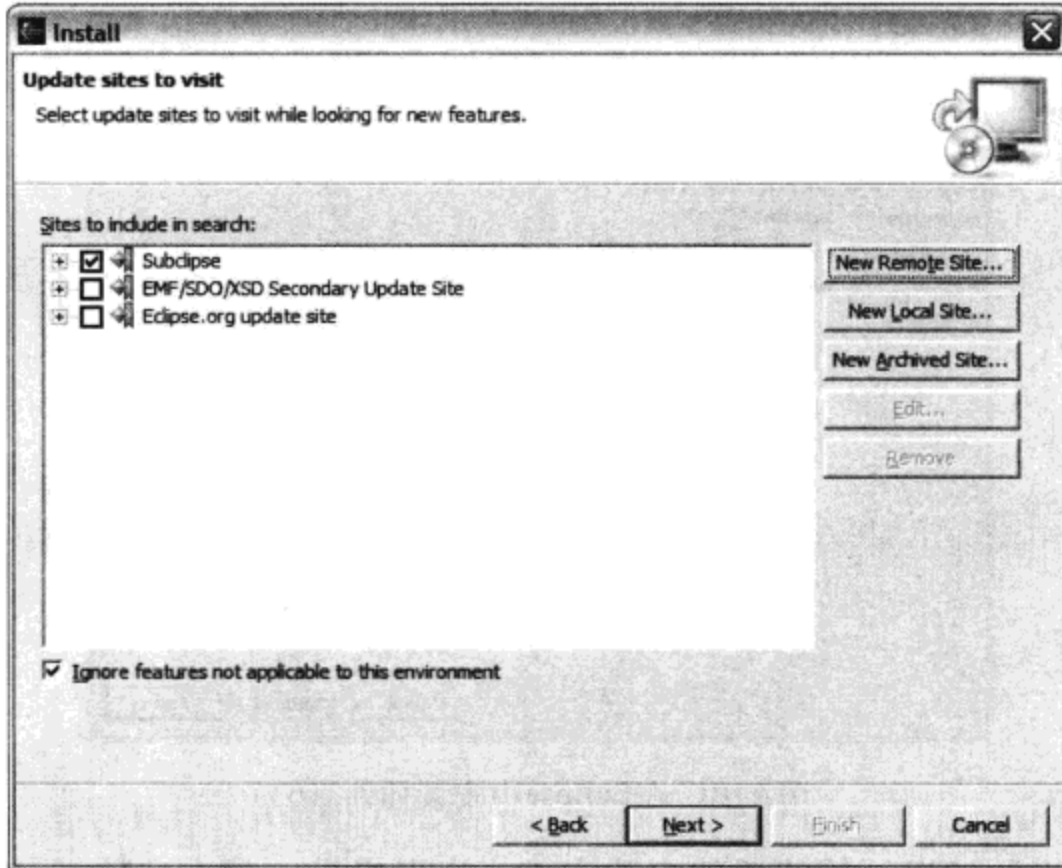 Install
Update sites to visit
Select update sites to visit while looking for new features.
Sites to include in search:
Subclipse
EMF/SDO/XSD Secondary Update Site
Eclipse.org update site
New Remote Site...
New Local Site...
New Archived Site...
Edit...
Remove
Ignore features not applicable to this environment
< Back Next > Finish Cancel